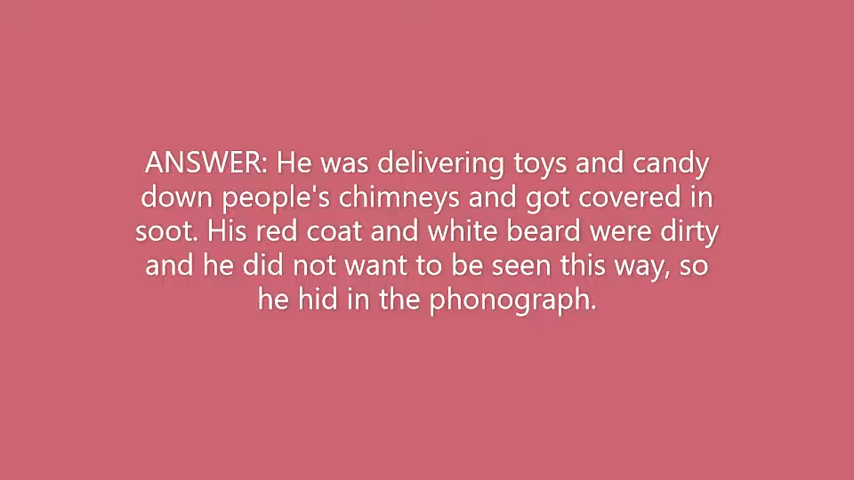 ANSWER: He was delivering toys and candy
down people's chimneys and got covered in
soot. His red coat and white beard were dirty
and he did not want to be seen this way, so
he hid in the phonograph.